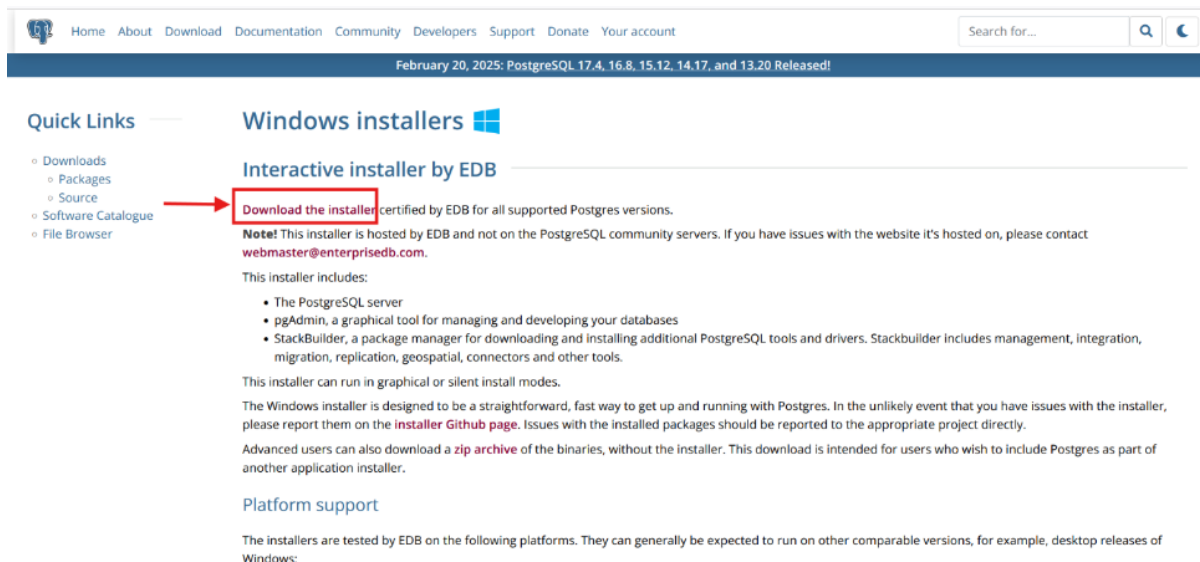 Home About Download Documentation Community Developers Support Donate Your account
Search for...
February 20, 2025: PostgreSQL 17.4, 16.8, 15.12, 14.17, and 13.20 Released!
Quick Links
Downloads
Packages
Source
Software Catalogue
File Browser
Windows installers
Interactive installer by EDB
Download the installer certified by EDB for all supported Postgres versions.
Note! This installer is hosted by EDB and not on the PostgreSQL community servers. If you have issues with the website it's hosted on, please contact
webmaster@enterprisedb.com.
This installer includes:
• The PostgreSQL server
• pgAdmin, a graphical tool for managing and developing your databases
• StackBuilder, a package manager for downloading and installing additional PostgreSQL tools and drivers. Stackbuilder includes management, integration,
migration, replication, geospatial, connectors and other tools.
This installer can run in graphical or silent install modes.
The Windows installer is designed to be a straightforward, fast way to get up and running with Postgres. In the unlikely event that you have issues with the installer,
please report them on the installer Github page. Issues with the installed packages should be reported to the appropriate project directly.
Advanced users can also download a zip archive of the binaries, without the installer. This download is intended for users who wish to include Postgres as part of
another application installer.
Platform support
The installers are tested by EDB on the following platforms. They can generally be expected to run on other comparable versions, for example, desktop releases of
Windows: